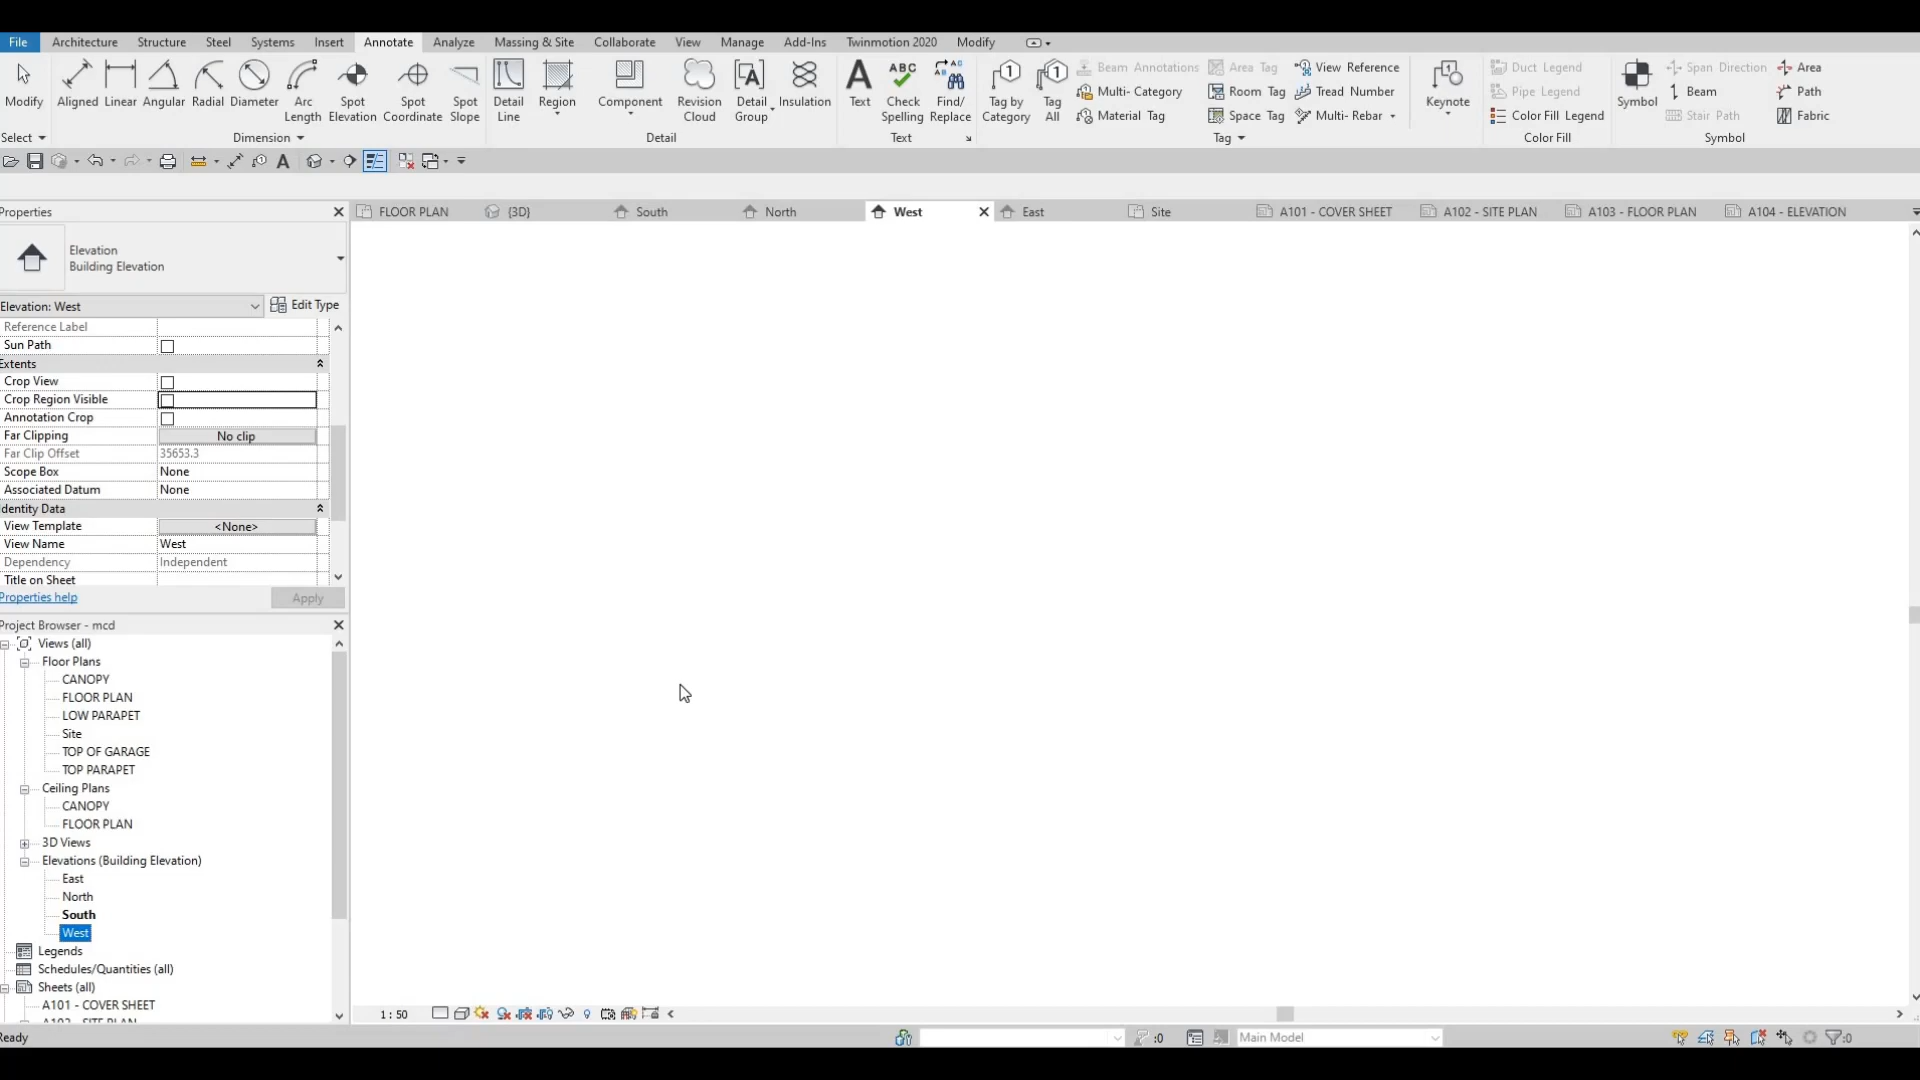 File Architecture Structure Steel Systems Insert Annotate Analyze Massing & Site Collaborate View Manage Add-Ins Twinmotion 2020 Modify
Modify Aligned Linear Angular Radial Diameter Arc Length Spot Elevation Spot Coordinate Spot Slope Detail Line Region Component Revision Cloud Detail Group Insulation Text ABC Check Spelling Find/ Replace Tag by Category Tag All
Beam Annotations Area Tag View Reference
Multi- Category Room Tag Tread Number
Material Tag Space Tag Multi- Rebar
Keynote
Duct Legend
Pipe Legend
Color Fill Legend
Symbol
Span Direction Area
Beam Path
Stair Path Fabric
Select Dimension Detail Text Tag Color Fill Symbol
Properties
FLOOR PLAN {3D} South North West East Site A101 - COVER SHEET A102 - SITE PLAN A103 - FLOOR PLAN A104 - ELEVATION
Elevation
Building Elevation
Elevation: West Edit Type
Reference Label
Sun Path
Extents
Crop View
Crop Region Visible
Annotation Crop
Far Clipping No clip
Far Clip Offset 35653.3
Scope Box None
Associated Datum None
dentity Data
View Template <None>
View Name West
Dependency Independent
Title on Sheet
Properties help Apply
Project Browser - mcd
Views (all)
Floor Plans
CANOPY
FLOOR PLAN
LOW PARAPET
Site
TOP OF GARAGE
TOP PARAPET
Ceiling Plans
CANOPY
FLOOR PLAN
3D Views
Elevations (Building Elevation)
East
North
South
West
Legends
Schedules/Quantities (all)
Sheets (all)
A101 - COVER SHEET
A102 - SITE PLAN
1 : 50
Ready :0 Main Model :0